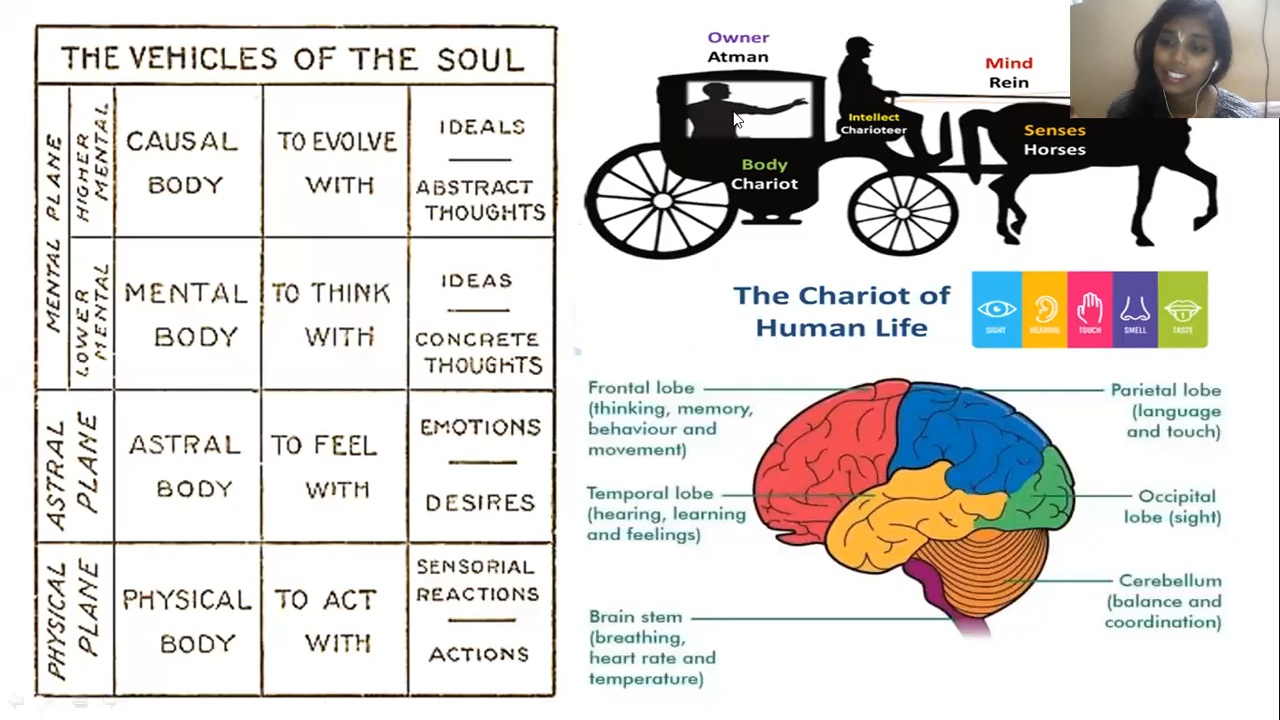 THE VEHICLES OF THE SOUL
MENTAL PLANE
HIGHER
MENTAL
CAUSAL
BODY
TO EVOLVE
WITH
IDEALS
ABSTRACT
THOUGHTS
LOWER
MENTAL
MENTAL
BODY
TO THINK
WITH
IDEAS
CONCRETE
THOUGHTS
ASTRAL
PLANE
ASTRAL
BODY
TO FEEL
WITH
EMOTIONS
DESIRES
PHYSICAL
PLANE
PHYSICAL
BODY
TO ACT
WITH
SENSORIAL
REACTIONS
ACTIONS
Owner
Atman
Mind
Rein
Intellect
Charioteer
Senses
Horses
Body
Chariot
The Chariot of
Human Life
SIGHT
HEARING
TOUCH
SMELL
TASTE
Frontal lobe
(thinking, memory,
behaviour and
movement)
Parietal lobe
(language
and touch)
Temporal lobe
(hearing, learning
and feelings)
Occipital
lobe (sight)
Cerebellum
(balance and
coordination)
Brain stem
(breathing,
heart rate and
temperature)